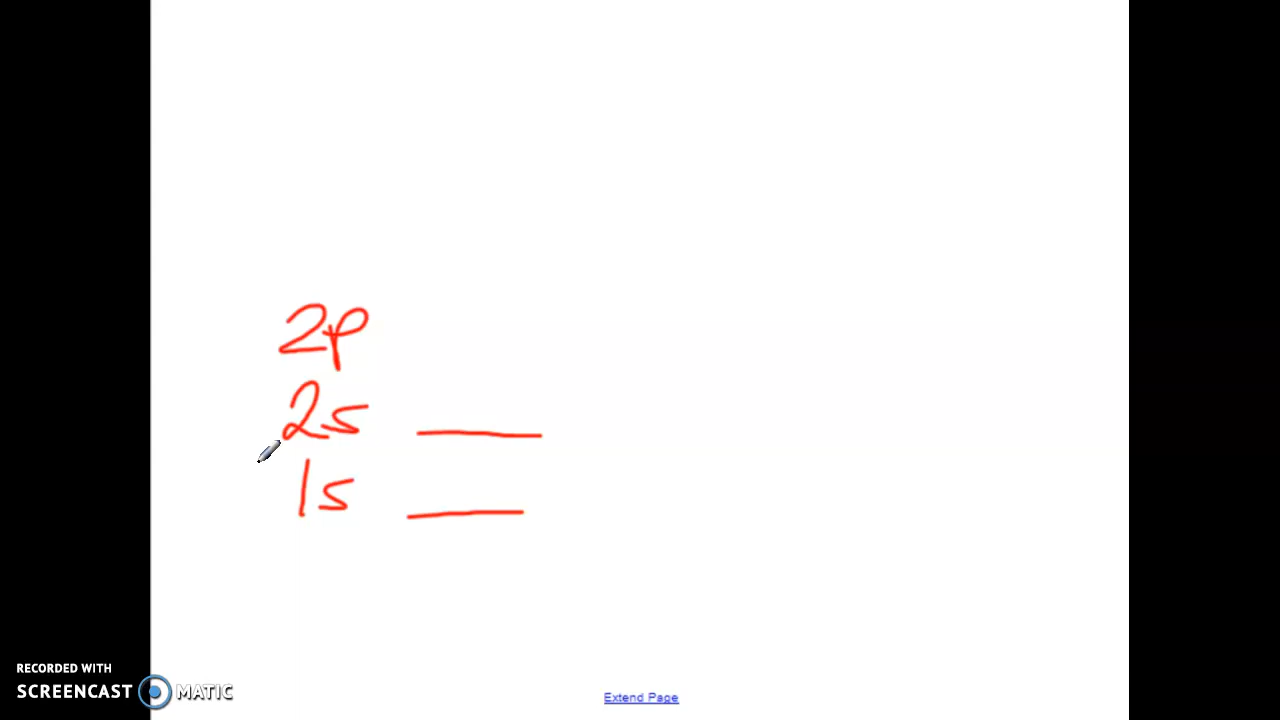 2p
2s
1s
RECORDED WITH
SCREENCAST MATIC
Extend Page